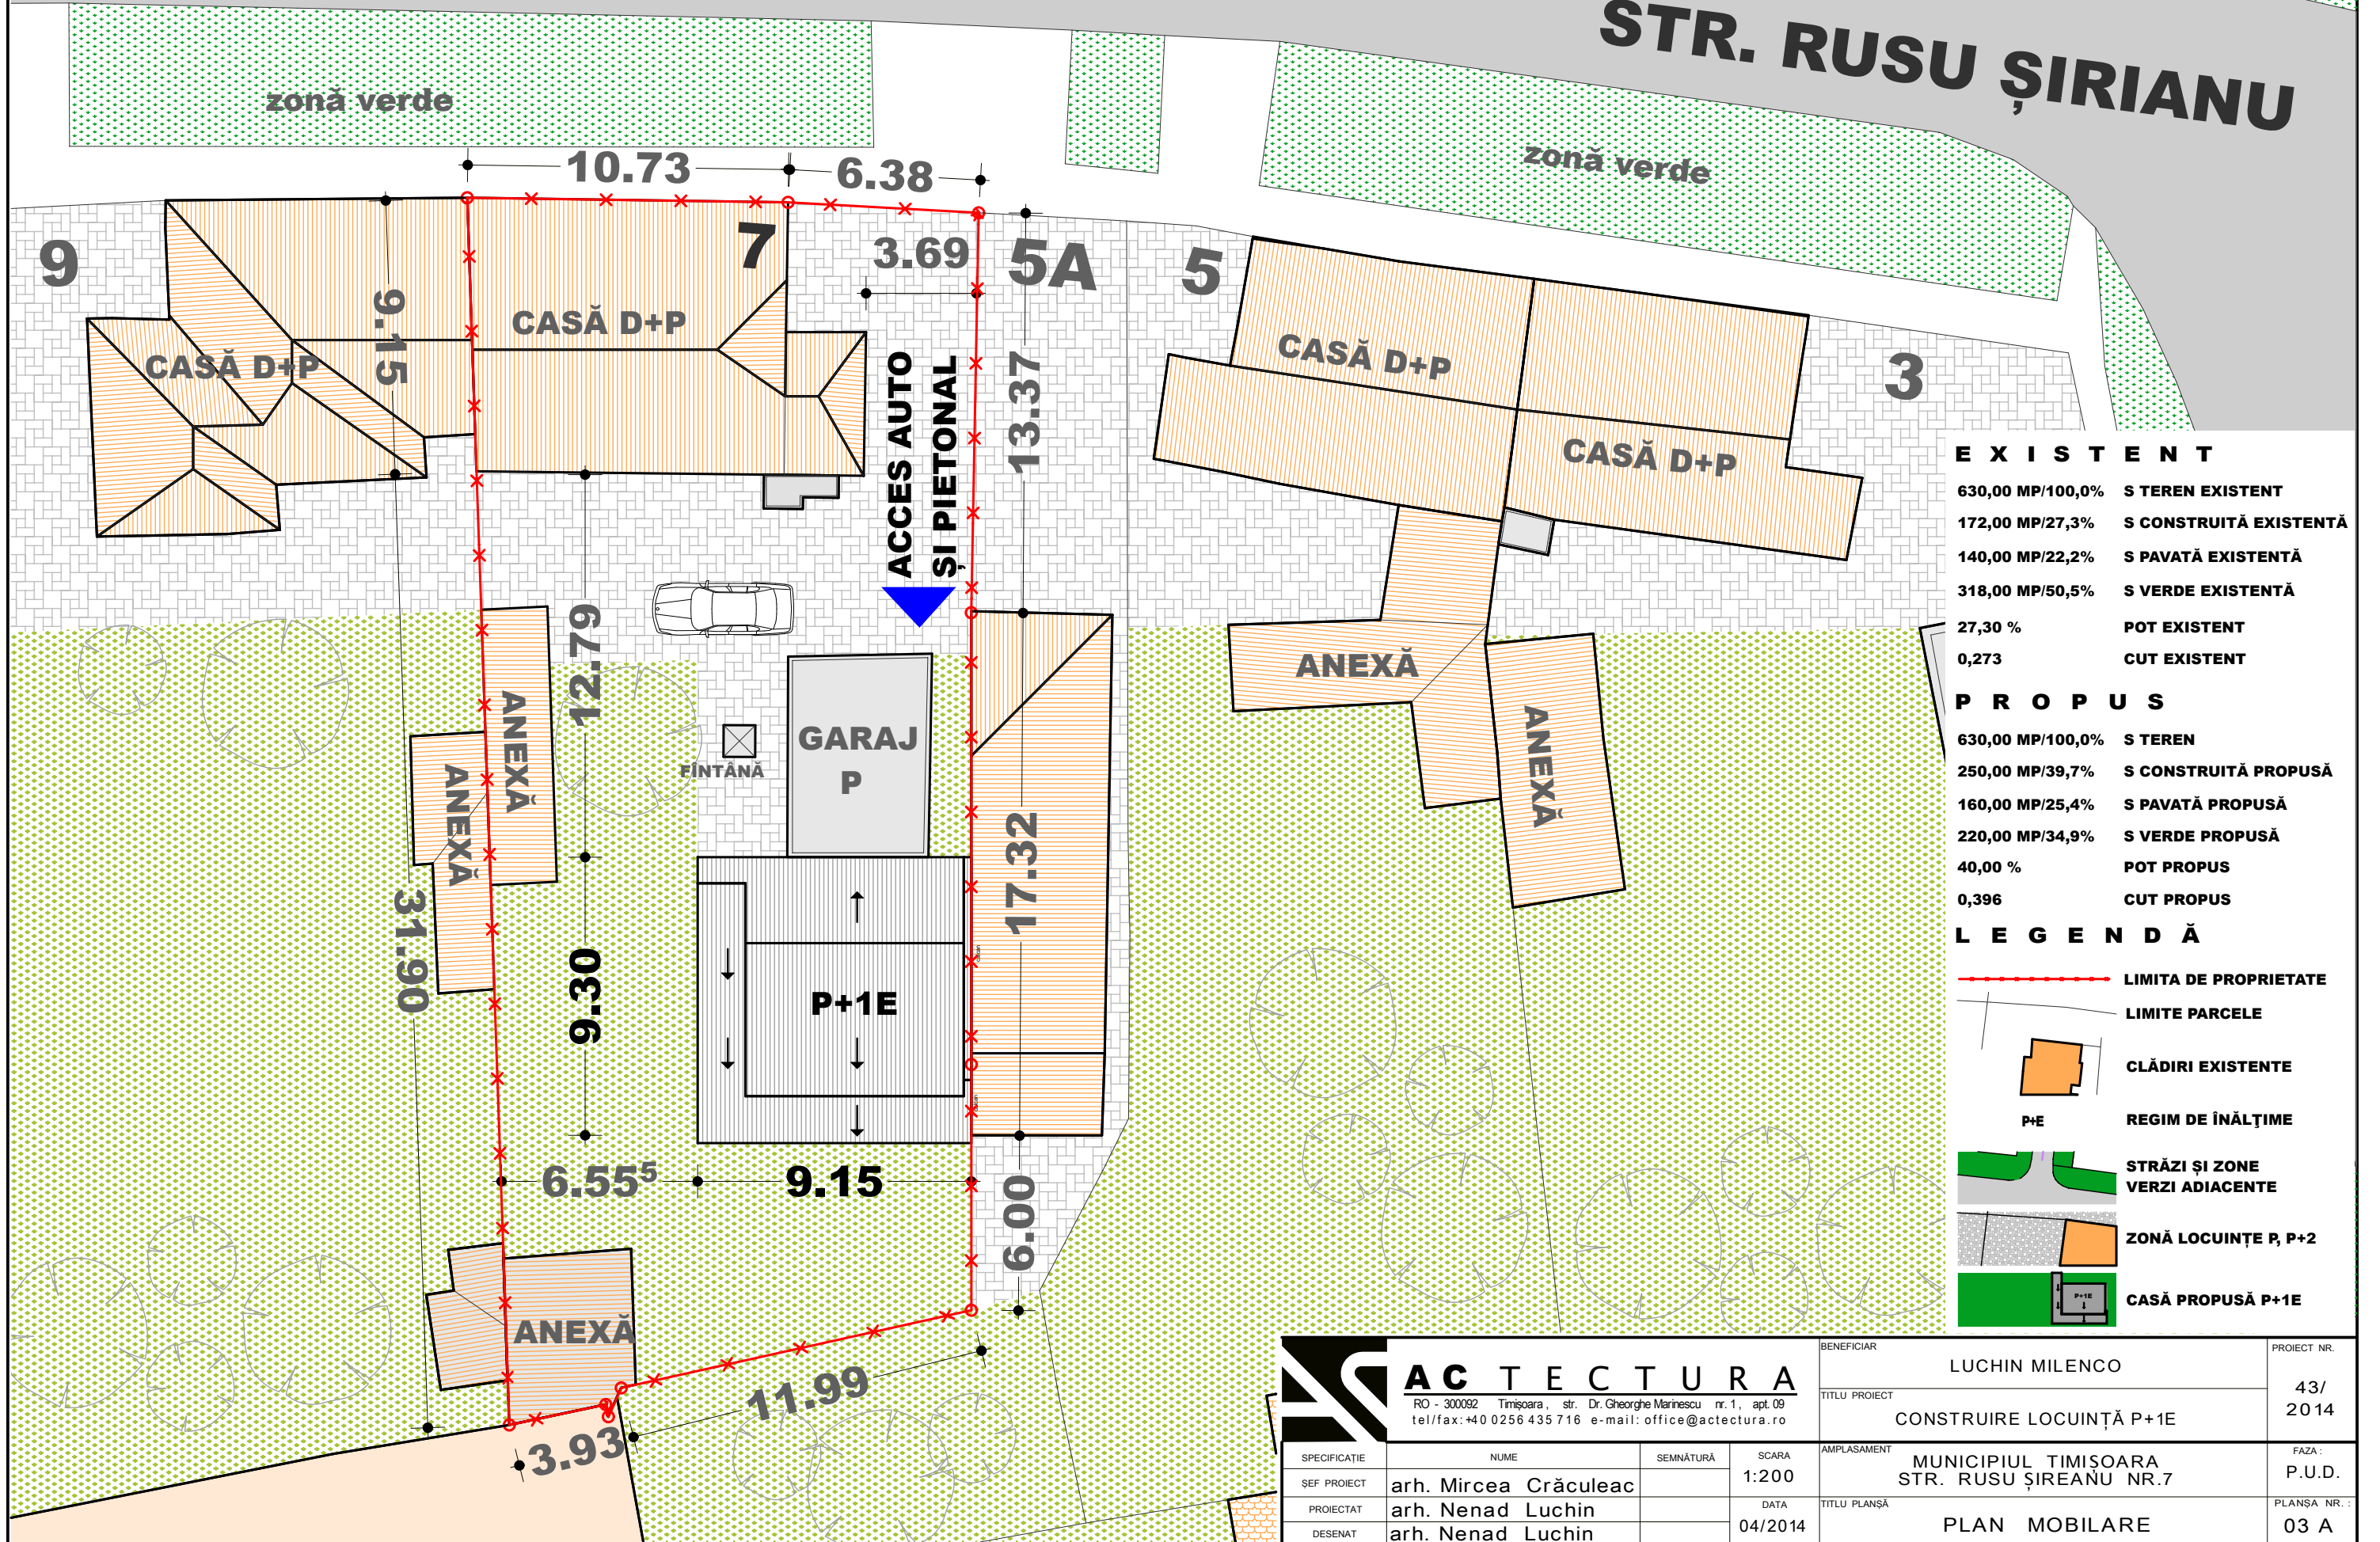 STR. RUSU ȘIRIANU
zonă verde
zonă verde
10.73
6.38
9
7
3.69
5A
5
3
9.15
CASĂ D+P
CASĂ D+P
CASĂ D+P
CASĂ D+P
ACCES AUTO
ȘI PIETONAL
13.37
12.79
ANEXĂ
ANEXĂ
ANEXĂ
ANEXĂ
GARAJ
P
FÎNTÂNĂ
17.32
31.90
9.30
P+1E
6.55⁵
9.15
6.00
ANEXĂ
11.99
3.93
EXISTENT
630,00 MP/100,0% S TEREN EXISTENT
172,00 MP/27,3% S CONSTRUITĂ EXISTENTĂ
140,00 MP/22,2% S PAVATĂ EXISTENTĂ
318,00 MP/50,5% S VERDE EXISTENTĂ
27,30 % POT EXISTENT
0,273 CUT EXISTENT
PROPUS
630,00 MP/100,0% S TEREN
250,00 MP/39,7% S CONSTRUITĂ PROPUSĂ
160,00 MP/25,4% S PAVATĂ PROPUSĂ
220,00 MP/34,9% S VERDE PROPUSĂ
40,00 % POT PROPUS
0,396 CUT PROPUS
LEGENDĂ
LIMITA DE PROPRIETATE
LIMITE PARCELE
CLĂDIRI EXISTENTE
P+E REGIM DE ÎNĂLŢIME
STRĂZI ȘI ZONE
VERZI ADIACENTE
ZONĂ LOCUINȚE P, P+2
P+1E
CASĂ PROPUSĂ P+1E
ACTECTURA
RO - 300092 Timișoara, str. Dr. Gheorghe Marinescu nr. 1, apt. 09
tel/fax: +40 0256 435 716 e-mail: office@actectura.ro
BENEFICIAR
LUCHIN MILENCO
PROIECT NR.
43/
2014
TITLU PROIECT
CONSTRUIRE LOCUINȚĂ P+1E
SPECIFICAȚIE NUME SEMNĂTURĂ SCARA
1:200
ȘEF PROIECT arh. Mircea Crăculeac
PROIECTAT arh. Nenad Luchin
DESENAT arh. Nenad Luchin
DATA
04/2014
AMPLASAMENT
MUNICIPIUL TIMIȘOARA
STR. RUSU ȘIREANU NR.7
FAZA :
P.U.D.
TITLU PLANȘĂ
PLAN MOBILARE
PLANȘA NR. :
03 A